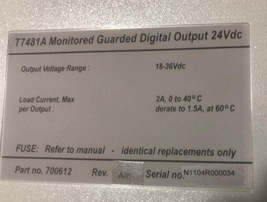 T7481A Monitored Guarded Digital Output 24Vdc
Output Voltage Range : 18-36Vdc
Load Current, Max 2A, 0 to 40°C
per Output : derate to 1.5A, at 60°C
FUSE: Refer to manual - identical replacements only
Part no. 700612 Rev. Serial no. N1104R000034